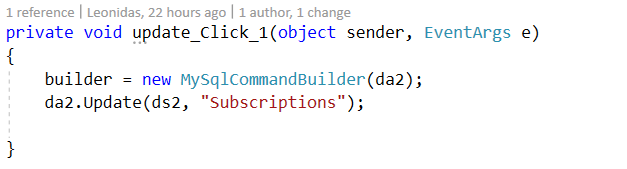 1 reference | Leonidas, 22 hours ago | 1 author, 1 change
private void update_Click_1(object sender, EventArgs e)
{
    builder = new MySqlCommandBuilder(da2);
    da2.Update(ds2, "Subscriptions");
}